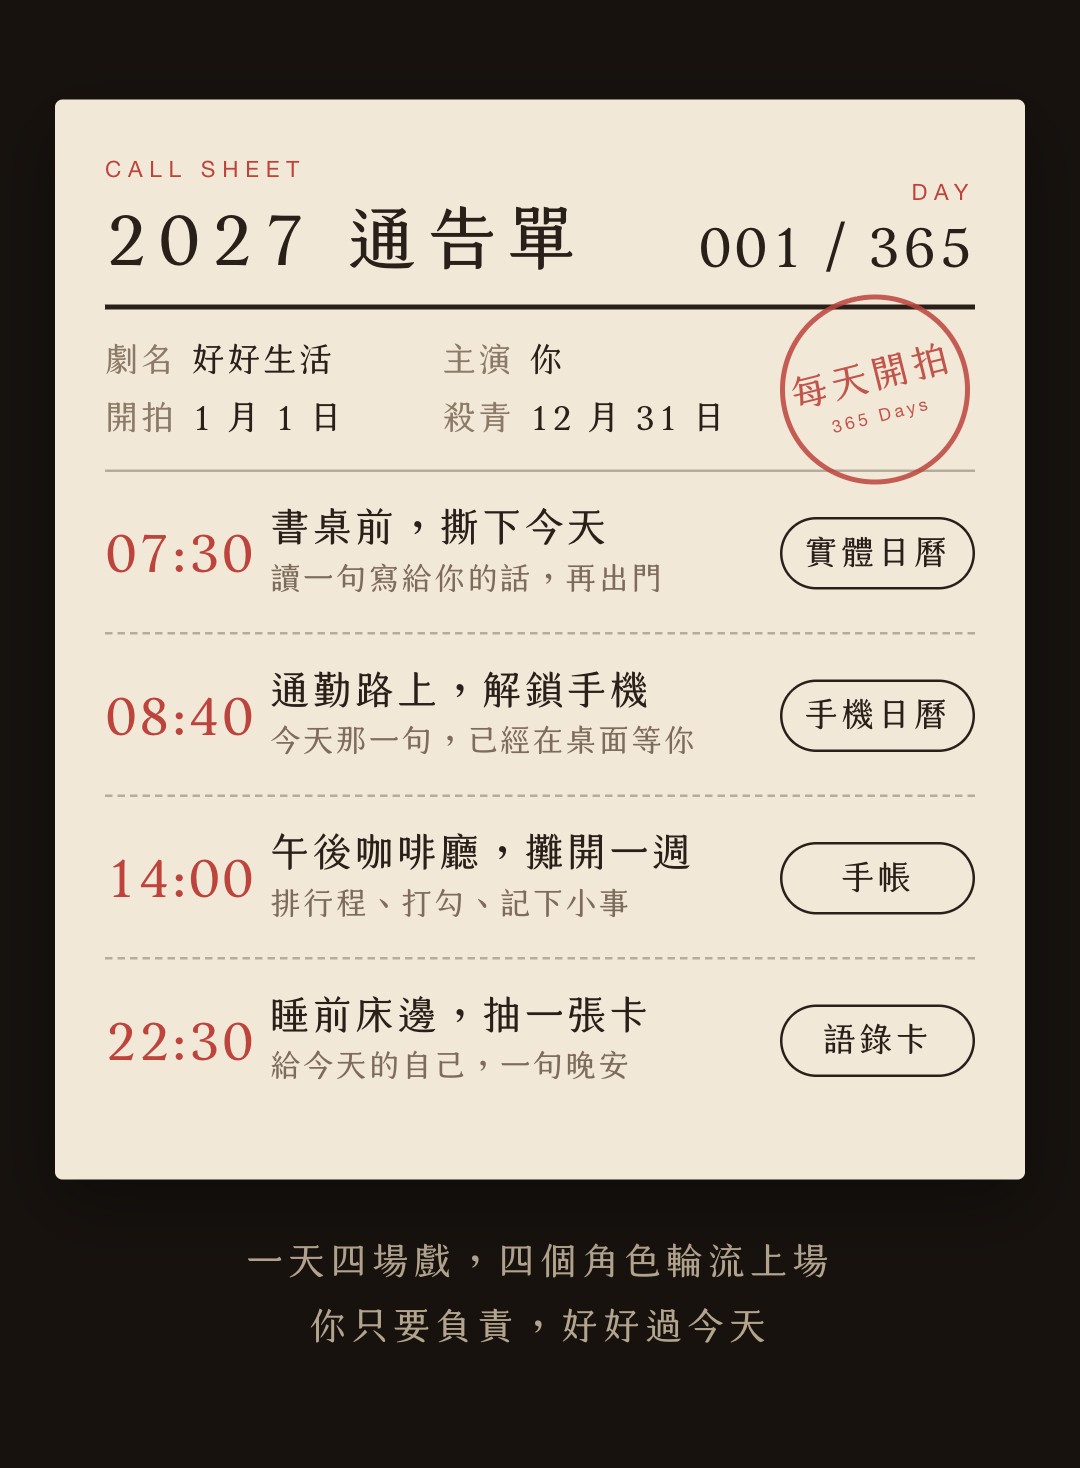 CALL SHEET
2027 通告單
DAY
001 / 365
劇名 好好生活
主演 你
開拍 1 月 1 日
殺青 12 月 31 日
每天開拍
365 Days
07:30
書桌前，撕下今天
讀一句寫給你的話，再出門
實體日曆
08:40
通勤路上，解鎖手機
今天那一句，已經在桌面等你
手機日曆
14:00
午後咖啡廳，攤開一週
排行程、打勾、記下小事
手帳
22:30
睡前床邊，抽一張卡
給今天的自己，一句晚安
語錄卡
一天四場戲，四個角色輪流上場
你只要負責，好好過今天